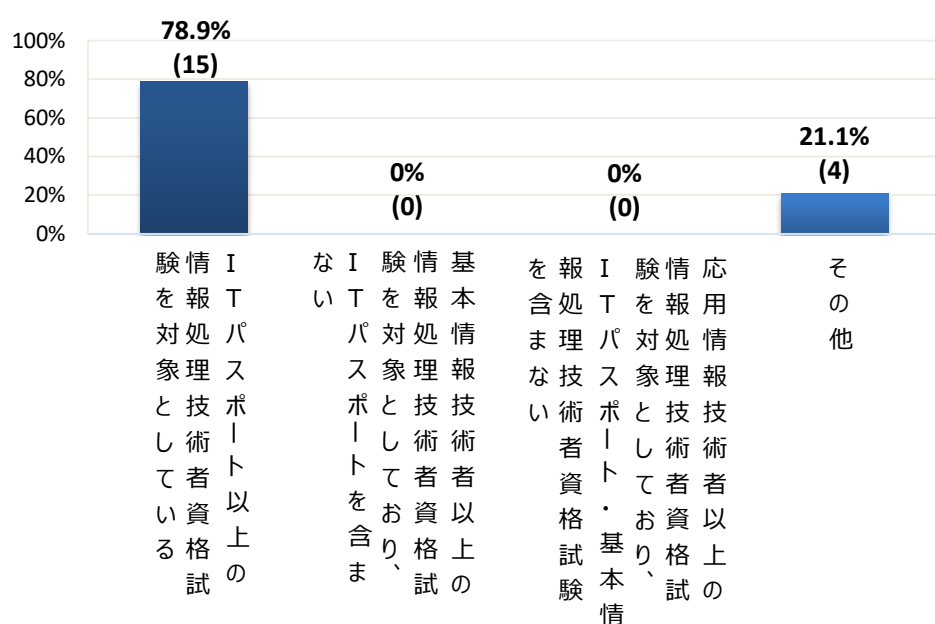 100%
80%
60%
40%
20%
0%
78.9%
(15)
0%
(0)
0%
(0)
21.1%
(4)
ITパスポート以上の
情報処理技術者資格試
験を対象としている
基本情報技術者以上の
情報処理技術者資格試
験を対象としており、
ITパスポートを含ま
ない
応用情報技術者以上の
情報処理技術者資格試
験を対象としており、
ITパスポート・基本情
報処理技術者資格試験
を含まない
その他